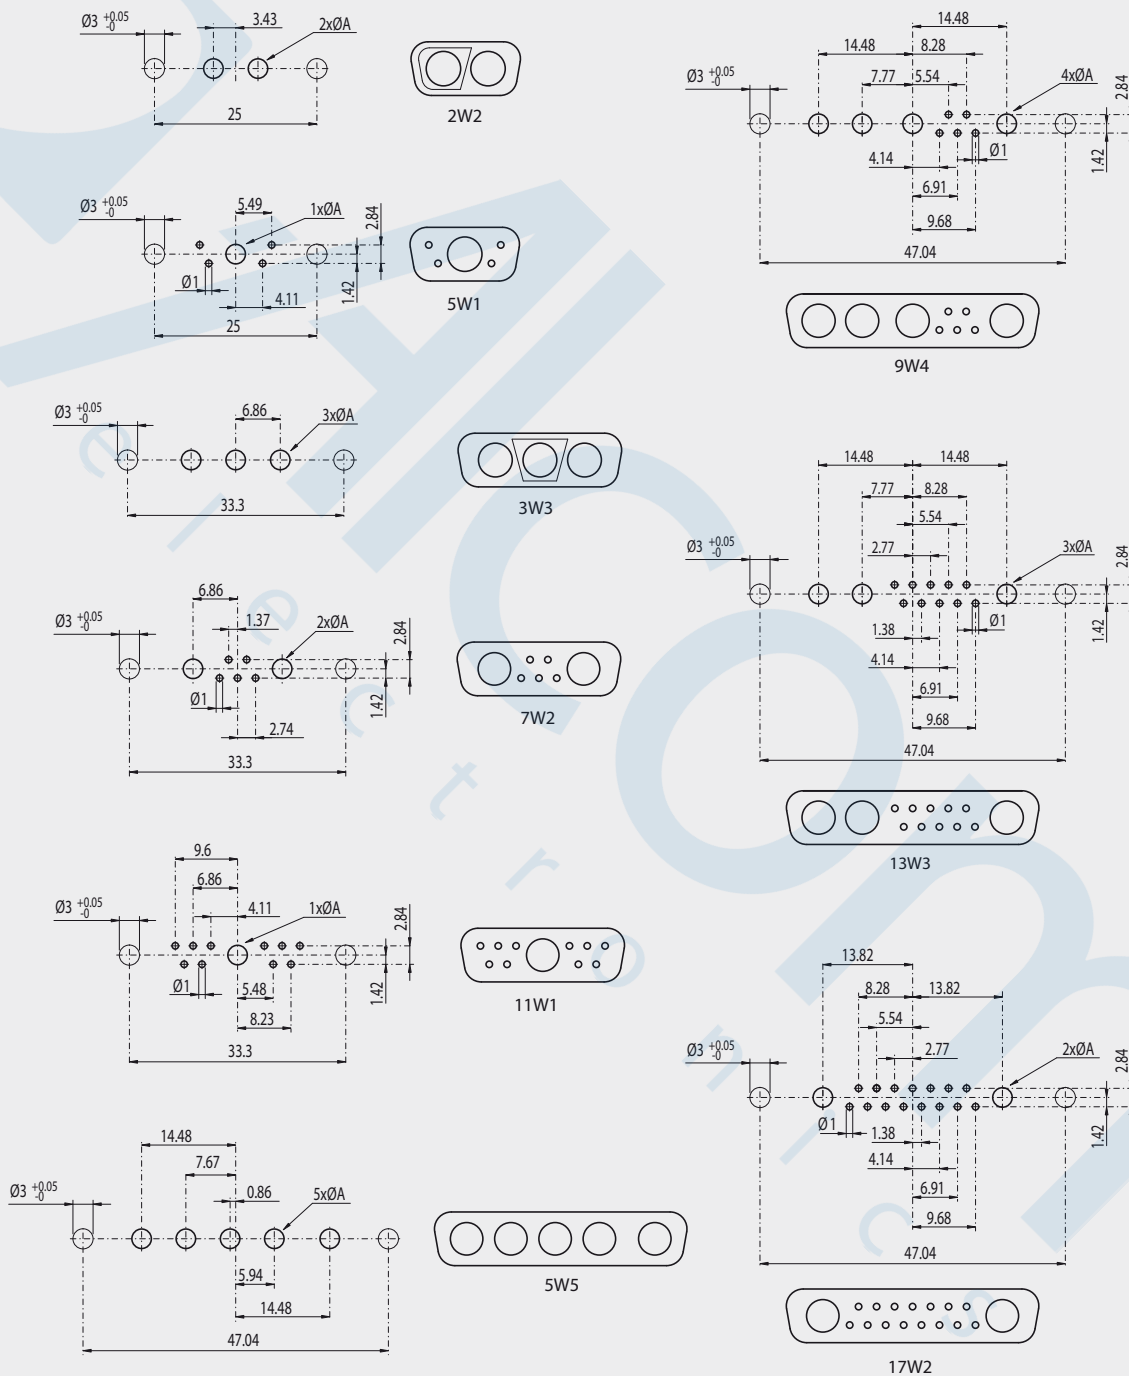 Ø3 +0.05 -0
3.43
2xØA
25
2W2
Ø3 +0.05 -0
5.49
1xØA
2.84
Ø1
4.11
1.42
25
5W1
Ø3 +0.05 -0
6.86
3xØA
33.3
3W3
6.86
Ø3 +0.05 -0
1.37
2xØA
2.84
Ø1
2.74
1.42
33.3
7W2
9.6
6.86
Ø3 +0.05 -0
4.11
1xØA
2.84
Ø1
5.48
1.42
8.23
33.3
11W1
14.48
7.67
Ø3 +0.05 -0
0.86
5xØA
5.94
14.48
47.04
5W5
14.48
14.48
8.28
Ø3 +0.05 -0
7.77
5.54
4xØA
2.84
4.14
Ø1
1.42
6.91
9.68
47.04
9W4
14.48
14.48
7.77
8.28
5.54
Ø3 +0.05 -0
2.77
3xØA
2.84
1.38
Ø1
1.42
4.14
6.91
9.68
47.04
13W3
13.82
8.28
13.82
5.54
Ø3 +0.05 -0
2.77
2xØA
2.84
Ø1
1.38
1.42
4.14
6.91
9.68
47.04
17W2
electronics